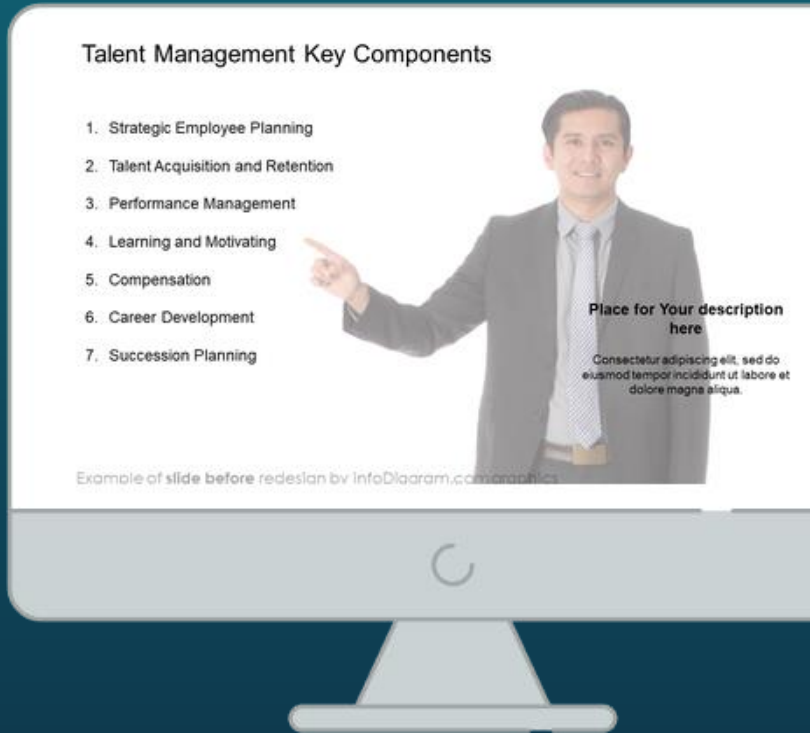 Talent Management Key Components
1. Strategic Employee Planning
2. Talent Acquisition and Retention
3. Performance Management
4. Learning and Motivating
5. Compensation
6. Career Development
7. Succession Planning
Place for Your description
here
Consectetur adipiscing elit, sed do
eiusmod tempor incididunt ut labore et
dolore magna aliqua.
Example of slide before redesign by infoDiagram.com